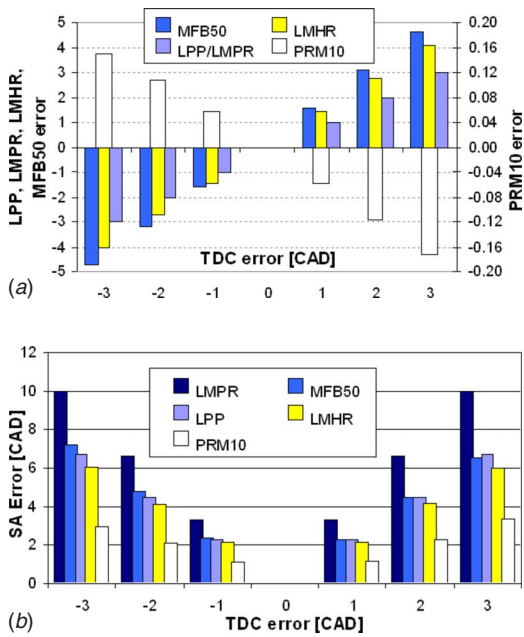 (a)
LPP, LMPR, LMHR,
MFB50 error
5
4
3
2
1
0
-1
-2
-3
-4
-5
MFB50
LMHR
LPP/LMPR
PRM10
0.20
0.16
0.12
0.08
0.04
0.00
-0.04
-0.08
-0.12
-0.16
-0.20
PRM10 error
TDC error [CAD]
-3 -2 -1 0 1 2 3
(b)
SA Error [CAD]
12
10
8
6
4
2
0
LMPR
MFB50
LPP
LMHR
PRM10
-3 -2 -1 0 1 2 3
TDC error [CAD]